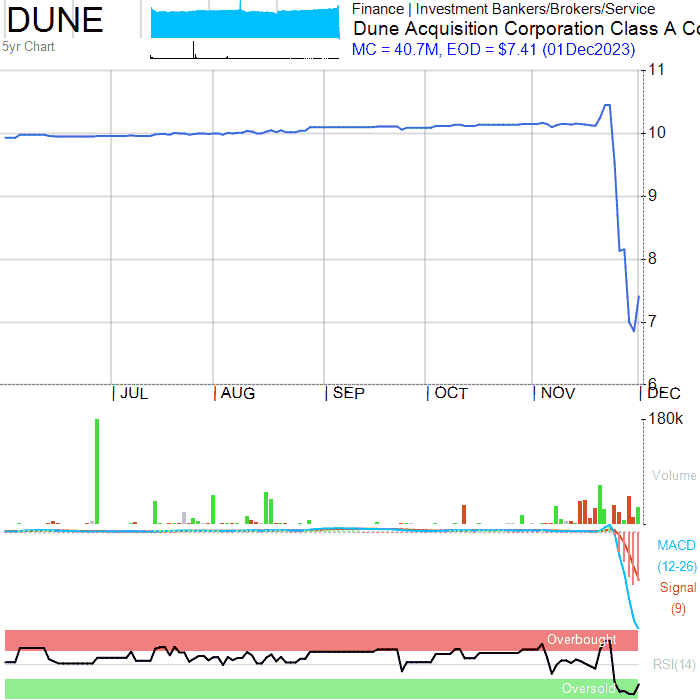 DUNE
5yr Chart
Finance | Investment Bankers/Brokers/Service
Dune Acquisition Corporation Class A Co
MC = 40.7M, EOD = $7.41 (01Dec2023)
11
10
9
8
7
6
| JUL | AUG | SEP | OCT | NOV | DEC
180k
Volume
MACD
(12-26)
Signal
(9)
Overbought
RSI(14)
Oversold